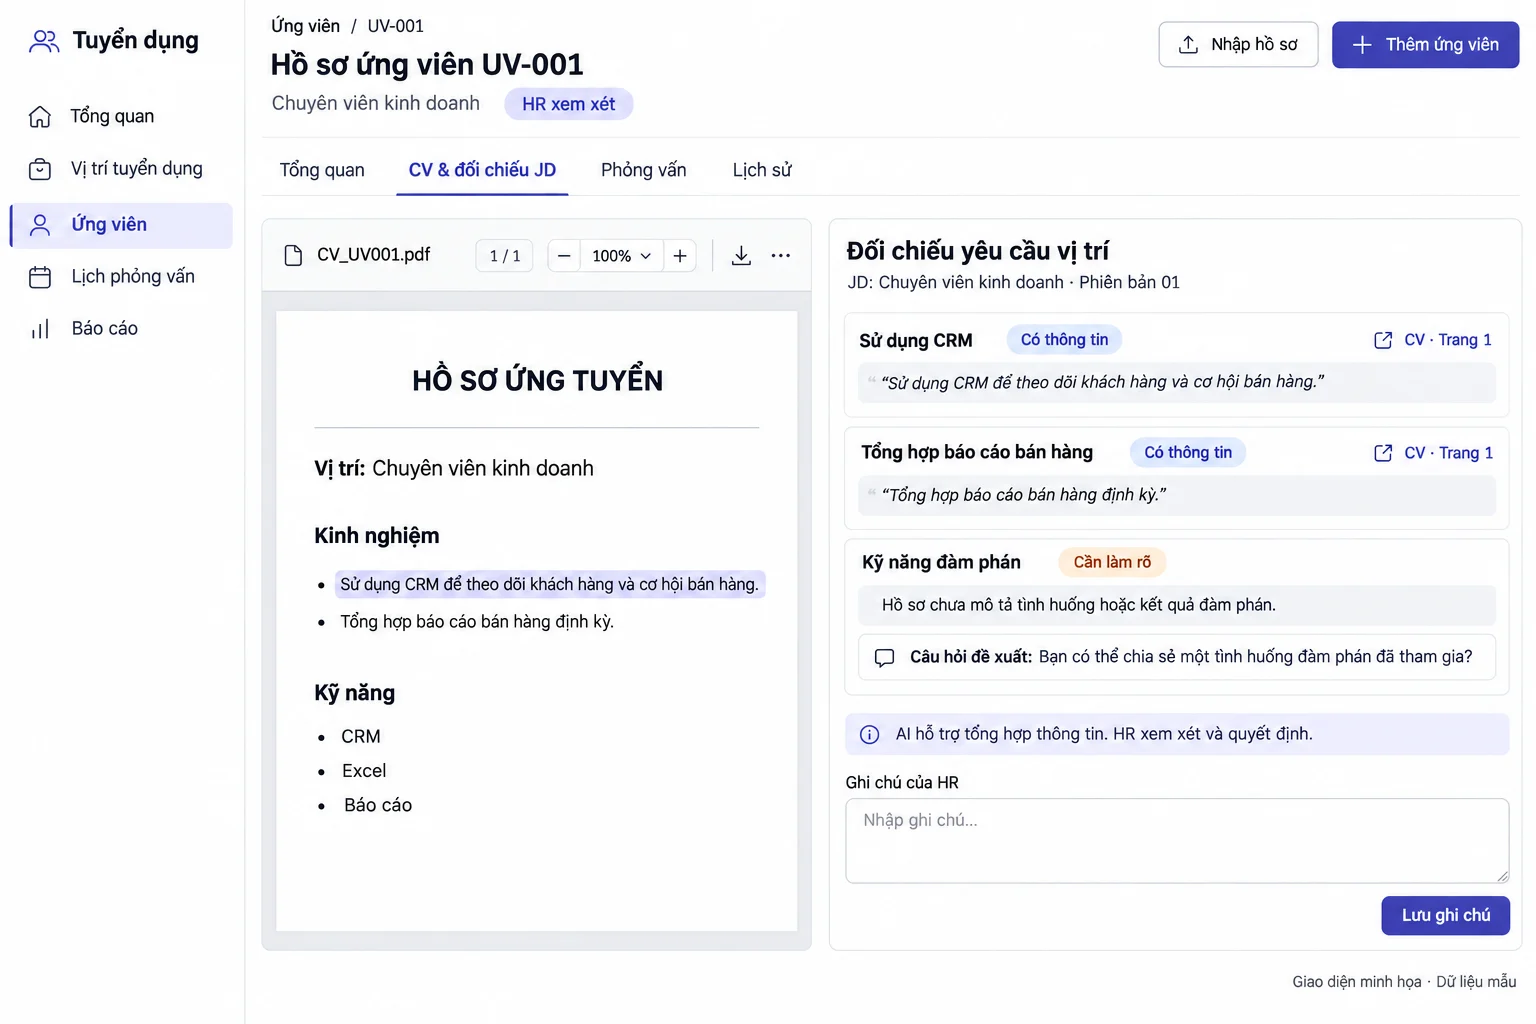 Tuyển dụng
Tổng quan
Vị trí tuyển dụng
Ứng viên
Lịch phỏng vấn
Báo cáo
Ứng viên / UV-001
Hồ sơ ứng viên UV-001
Chuyên viên kinh doanh HR xem xét
Nhập hồ sơ
Thêm ứng viên
Tổng quan CV & đối chiếu JD Phỏng vấn Lịch sử
CV_UV001.pdf 1 / 1 100%
HỒ SƠ ỨNG TUYỂN
Vị trí: Chuyên viên kinh doanh
Kinh nghiệm
• Sử dụng CRM để theo dõi khách hàng và cơ hội bán hàng.
• Tổng hợp báo cáo bán hàng định kỳ.
Kỹ năng
• CRM
• Excel
• Báo cáo
Đối chiếu yêu cầu vị trí
JD: Chuyên viên kinh doanh · Phiên bản 01
Sử dụng CRM Có thông tin CV · Trang 1
“Sử dụng CRM để theo dõi khách hàng và cơ hội bán hàng.”
Tổng hợp báo cáo bán hàng Có thông tin CV · Trang 1
“Tổng hợp báo cáo bán hàng định kỳ.”
Kỹ năng đàm phán Cần làm rõ
Hồ sơ chưa mô tả tình huống hoặc kết quả đàm phán.
Câu hỏi đề xuất: Bạn có thể chia sẻ một tình huống đàm phán đã tham gia?
AI hỗ trợ tổng hợp thông tin. HR xem xét và quyết định.
Ghi chú của HR
Nhập ghi chú...
Lưu ghi chú
Giao diện minh họa · Dữ liệu mẫu